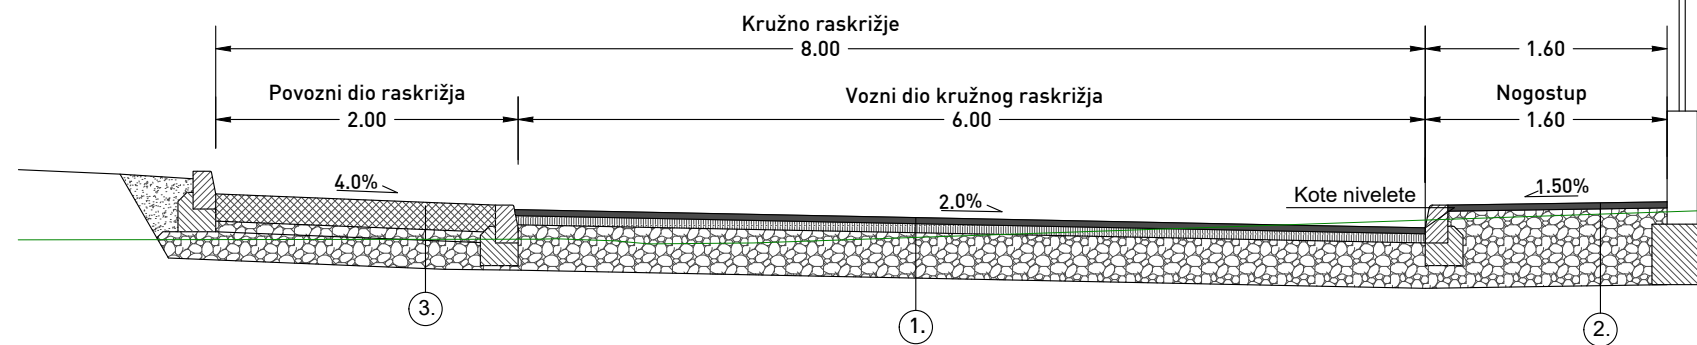 Kružno raskrižje
8.00
1.60
Povozni dio raskrižja
2.00
Vozni dio kružnog raskrižja
6.00
Nogostup
1.60
4.0%
2.0%
Kote nivelete
1.50%
3.
1.
2.